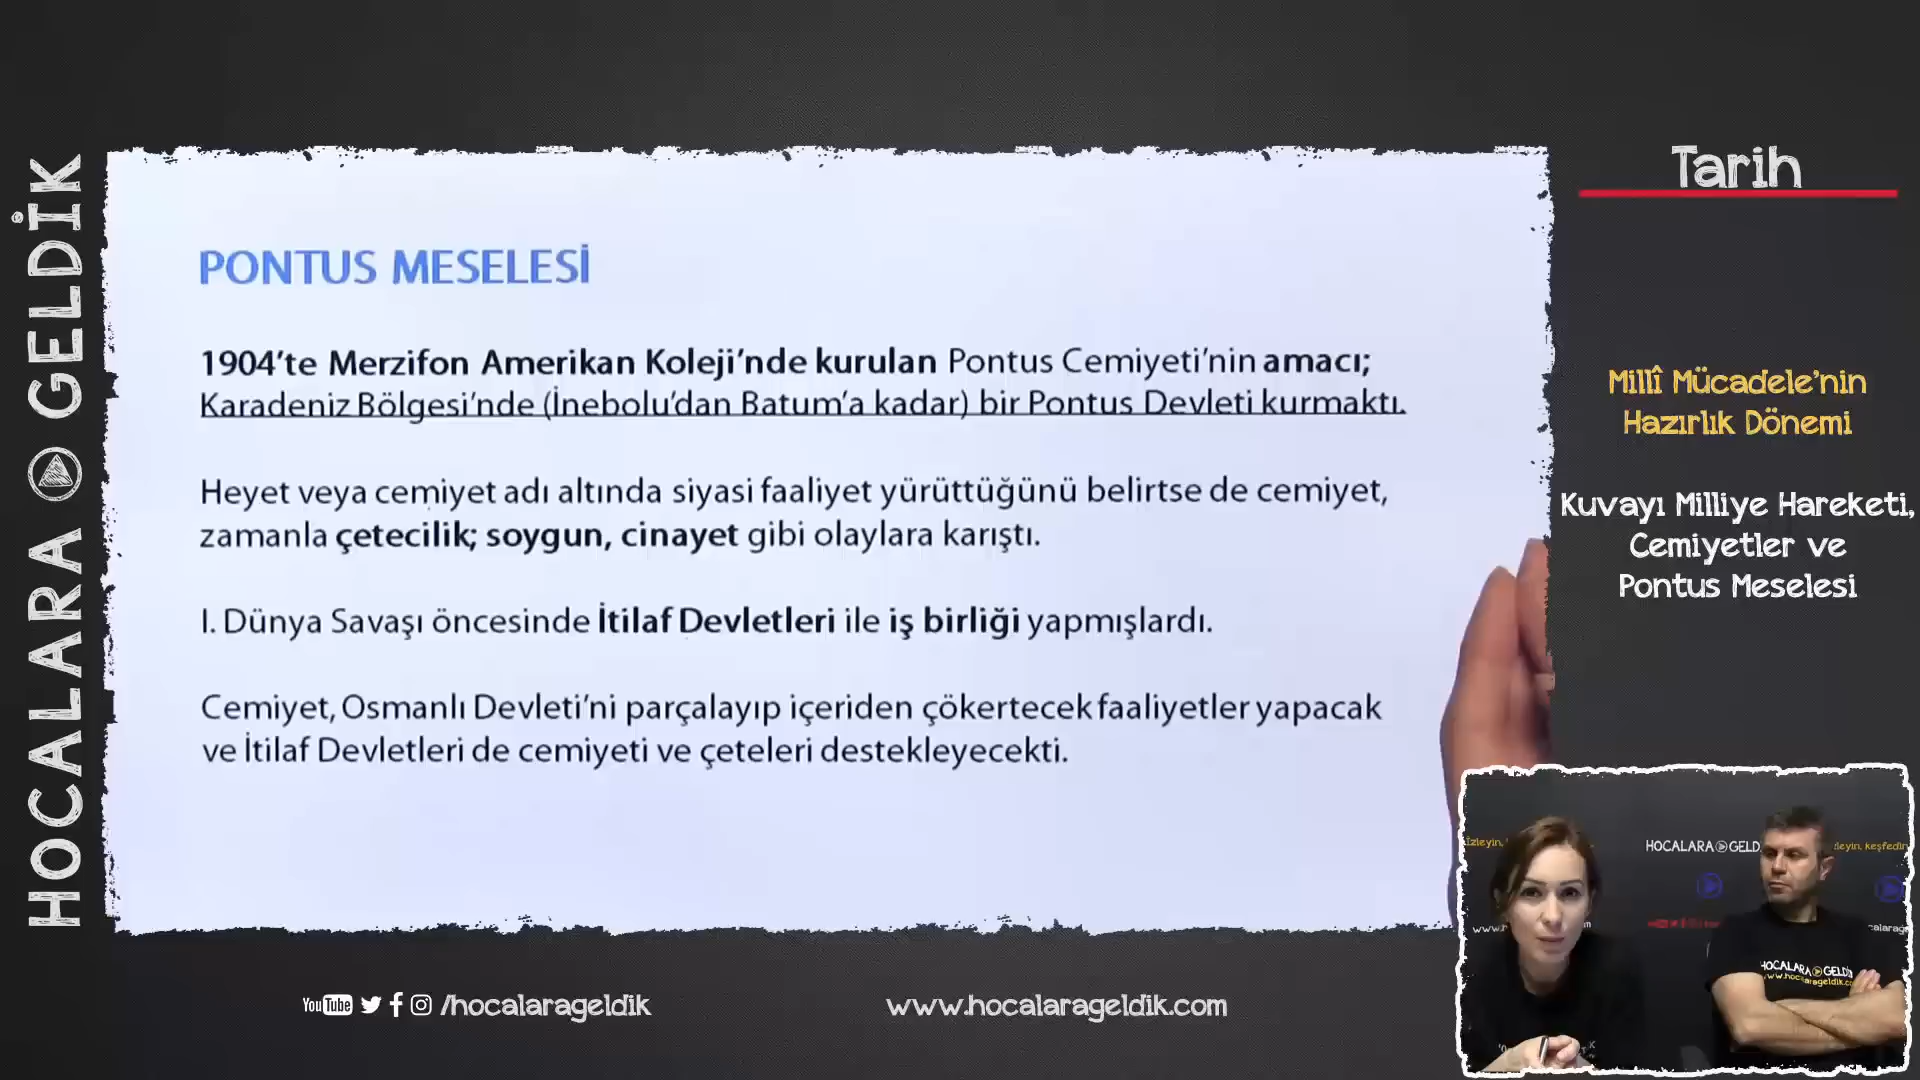 HOCALARA GELDİK
Tarih
PONTUS MESELESİ
1904’te Merzifon Amerikan Koleji’nde kurulan Pontus Cemiyeti’nin amacı;
Karadeniz Bölgesi’nde (İnebolu’dan Batum’a kadar) bir Pontus Devleti kurmaktı.
Heyet veya cemiyet adı altında siyasi faaliyet yürüttüğünü belirtse de cemiyet,
zamanla çetecilik; soygun, cinayet gibi olaylara karıştı.
I. Dünya Savaşı öncesinde İtilaf Devletleri ile iş birliği yapmışlardı.
Cemiyet, Osmanlı Devleti’ni parçalayıp içeriden çökertecek faaliyetler yapacak
ve İtilaf Devletleri de cemiyeti ve çeteleri destekleyecekti.
Millî Mücadele’nin
Hazırlık Dönemi
Kuvayı Milliye Hareketi,
Cemiyetler ve
Pontus Meselesi
HOCALARA GELD
HOCALARA GELDİ
YouTube /hocalarageldik
www.hocalarageldik.com